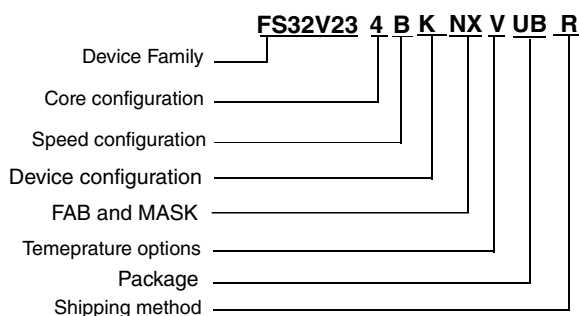 FS32V23 4 B K NX V UB R
Device Family
Core configuration
Speed configuration
Device configuration
FAB and MASK
Temeprature options
Package
Shipping method